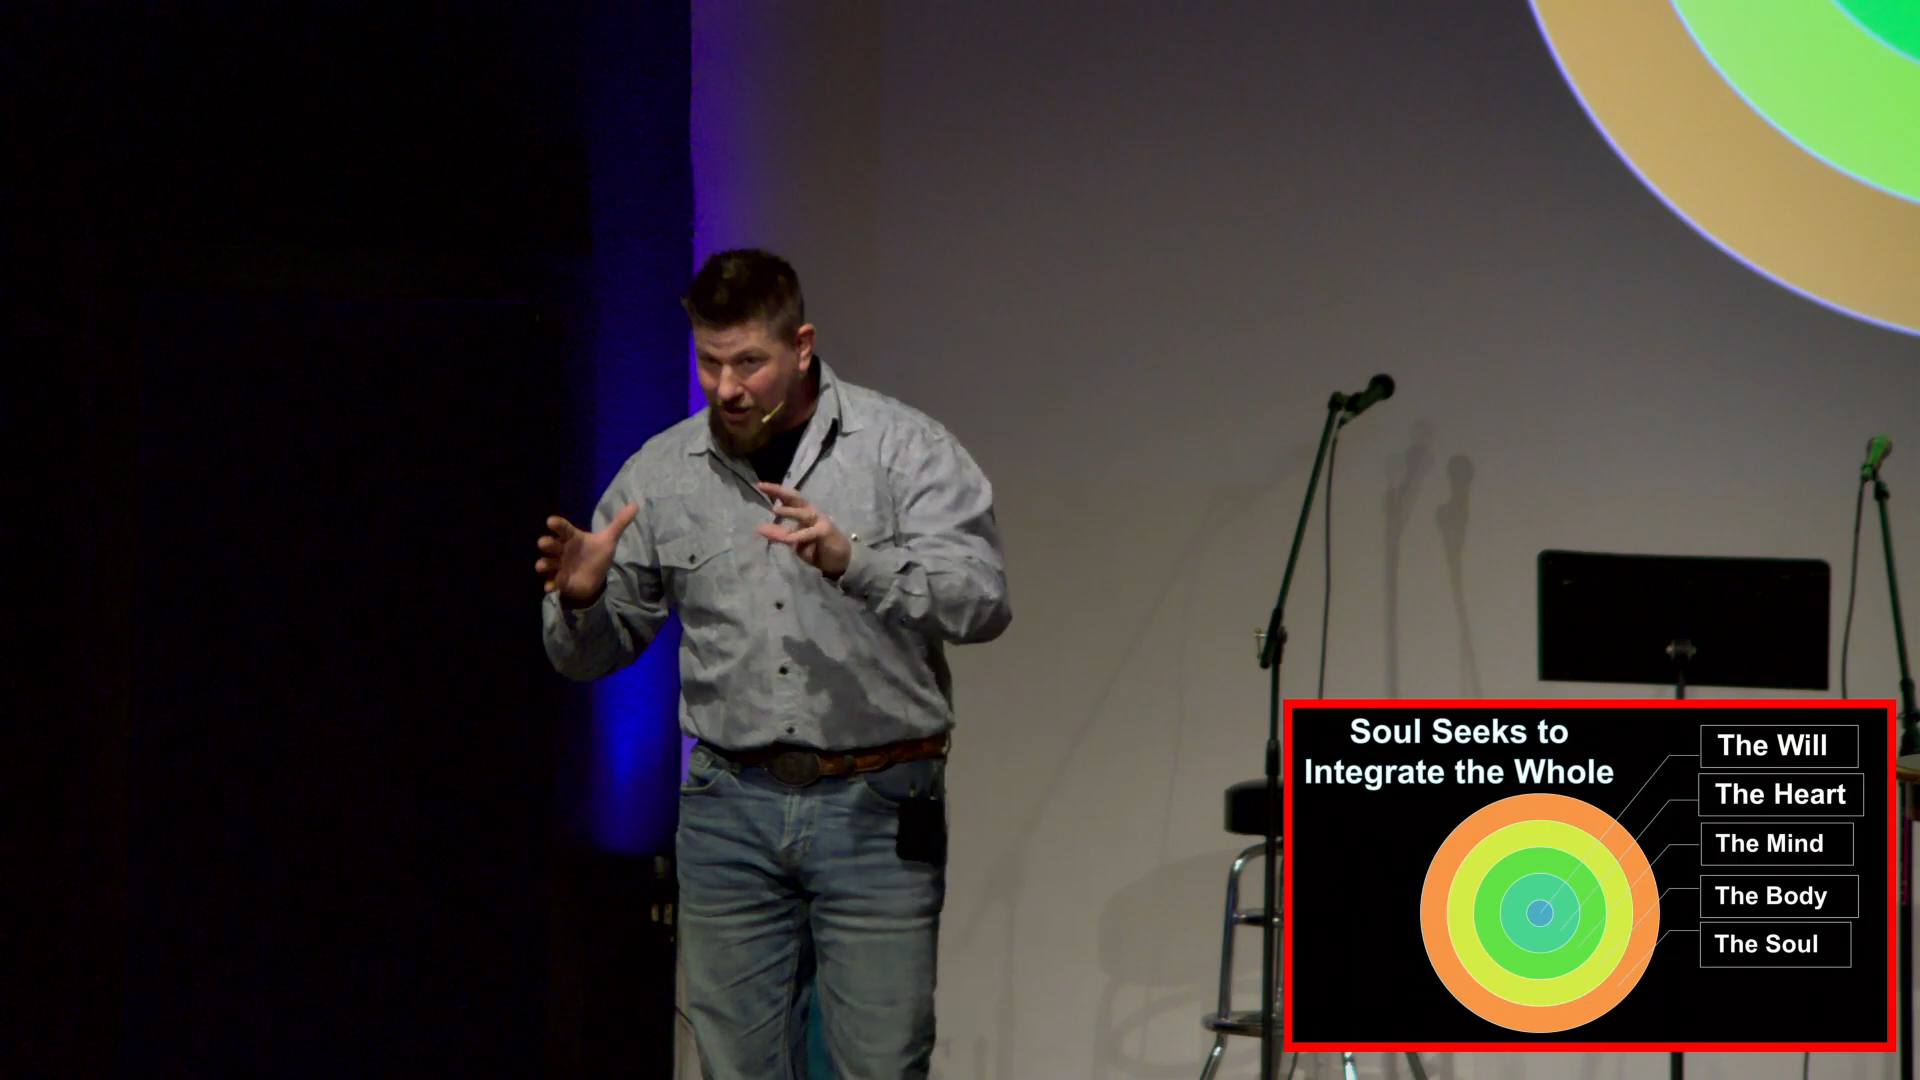 Soul Seeks to
Integrate the Whole
The Will
The Heart
The Mind
The Body
The Soul